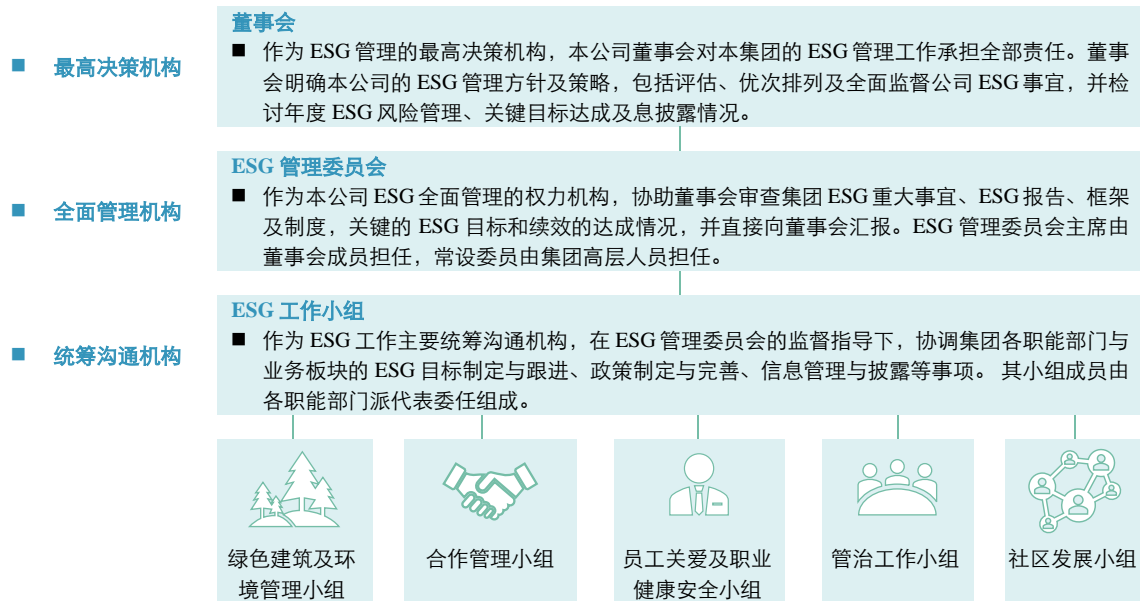 董事会
■ 作为 ESG 管理的最高决策机构，本公司董事会对本集团的 ESG 管理工作承担全部责任。董事
■ 最高决策机构
会明确本公司的 ESG 管理方针及策略，包括评估、优次排列及全面监督公司 ESG 事宜，并检
讨年度 ESG 风险管理、关键目标达成及息披露情况。
ESG 管理委员会
■ 作为本公司 ESG 全面管理的权力机构，协助董事会审查集团 ESG 重大事宜、ESG 报告、框架
■ 全面管理机构
及制度，关键的 ESG 目标和续效的达成情况，并直接向董事会汇报。ESG 管理委员会主席由
董事会成员担任，常设委员由集团高层人员担任。
ESG 工作小组
■ 作为 ESG 工作主要统筹沟通机构，在 ESG 管理委员会的监督指导下，协调集团各职能部门与
■ 统筹沟通机构
业务板块的 ESG 目标制定与跟进、政策制定与完善、信息管理与披露等事项。 其小组成员由
各职能部门派代表委任组成。
绿色建筑及环
境管理小组
合作管理小组
员工关爱及职业
健康安全小组
管治工作小组
社区发展小组